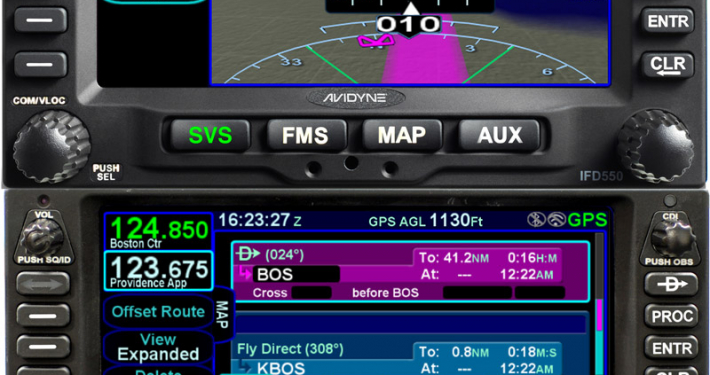 ENTR
010
CLR
33
3
6
COM/VLOC
AVIDYNE
SVS
FMS
MAP
AUX
PUSH
SEL
IFD550
VOL
PUSH SQ/ID
124.850
Boston Ctr
123.675
Providence App
Offset Route
View
Expanded
Delete
MAP
16:23:27 Z
GPS AGL 1130Ft
GPS
(024°)
To: 41.2NM 0:16H:M
BOS
At: --- 12:22AM
Cross before BOS
Fly Direct (308°)
To: 0.8NM 0:18M:S
KBOS
At: --- 12:22AM
CDI
PUSH OBS
D
PROC
ENTR
CLR